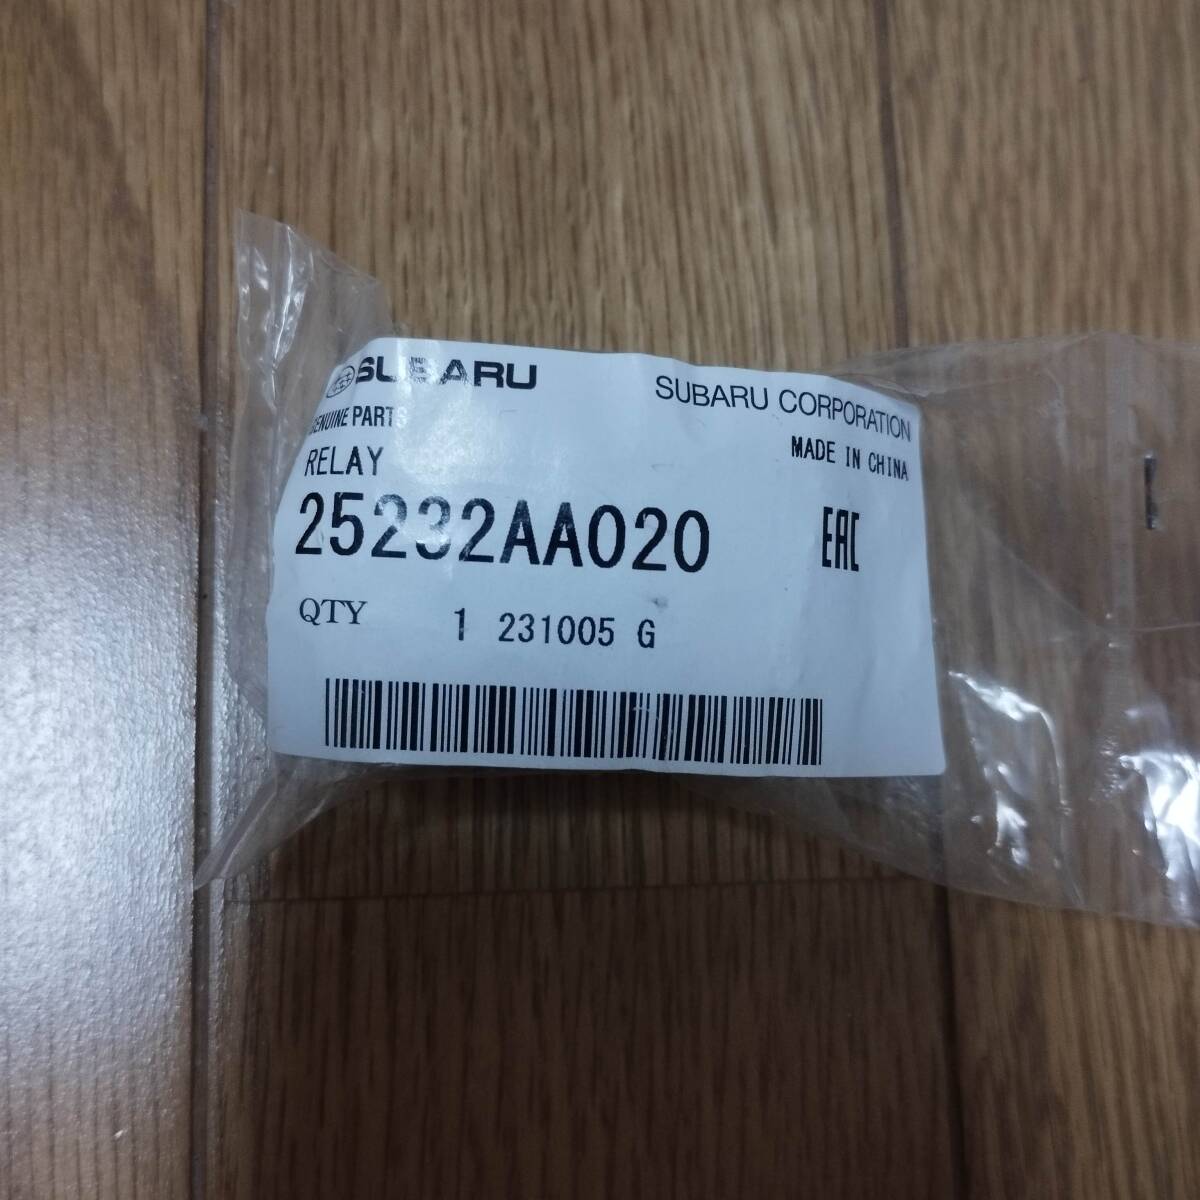 SUBARU
SUBARU CORPORATION
GENUINE PARTS
MADE IN CHINA
RELAY
25232AA020
EAC
QTY 1 231005 G